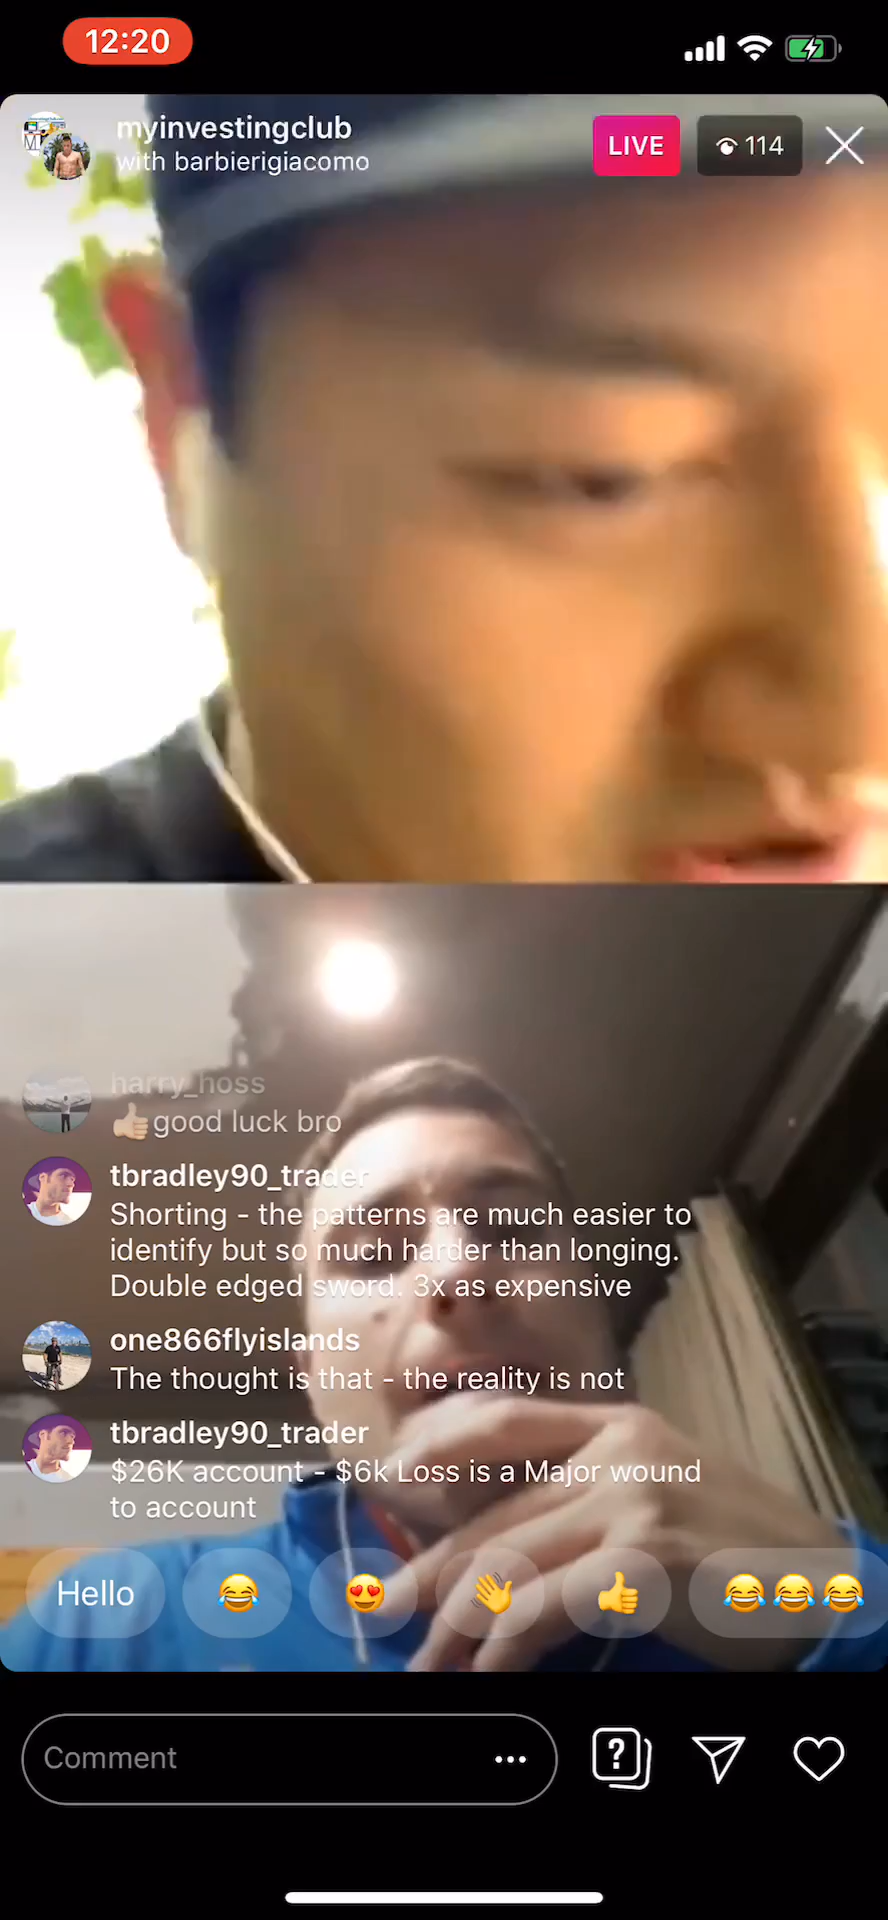 12:20
myinvestingclub
with barbierigiacomo
LIVE
114
harry_hoss
👍🏻good luck bro
tbradley90_trader
Shorting - the patterns are much easier to
identify but so much harder than longing.
Double edged sword. 3x as expensive
one866flyislands
The thought is that - the reality is not
tbradley90_trader
$26K account - $6k Loss is a Major wound
to account
Hello 😂 😍 👋 👍 😂😂😂
Comment